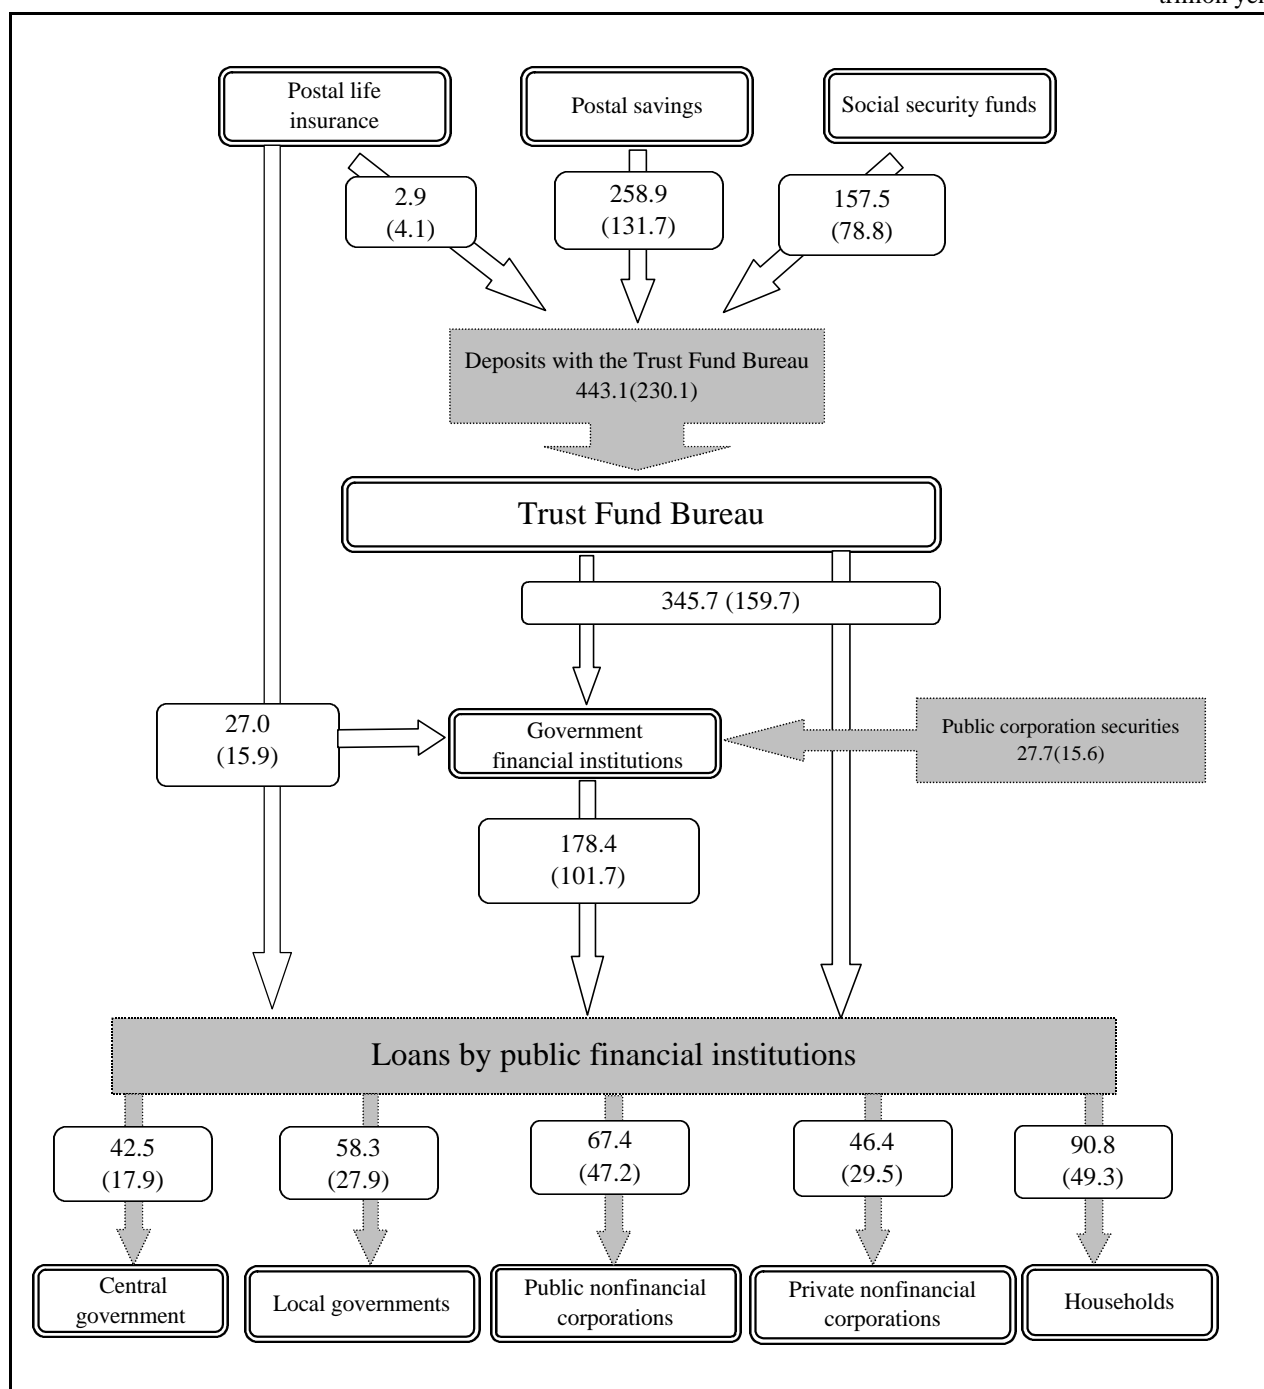 Postal life
insurance
Postal savings
Social security funds
2.9
(4.1)
258.9
(131.7)
157.5
(78.8)
Deposits with the Trust Fund Bureau
443.1(230.1)
Trust Fund Bureau
345.7 (159.7)
27.0
(15.9)
Government
financial institutions
Public corporation securities
27.7(15.6)
178.4
(101.7)
Loans by public financial institutions
42.5
(17.9)
58.3
(27.9)
67.4
(47.2)
46.4
(29.5)
90.8
(49.3)
Central
government
Local governments
Public nonfinancial
corporations
Private nonfinancial
corporations
Households